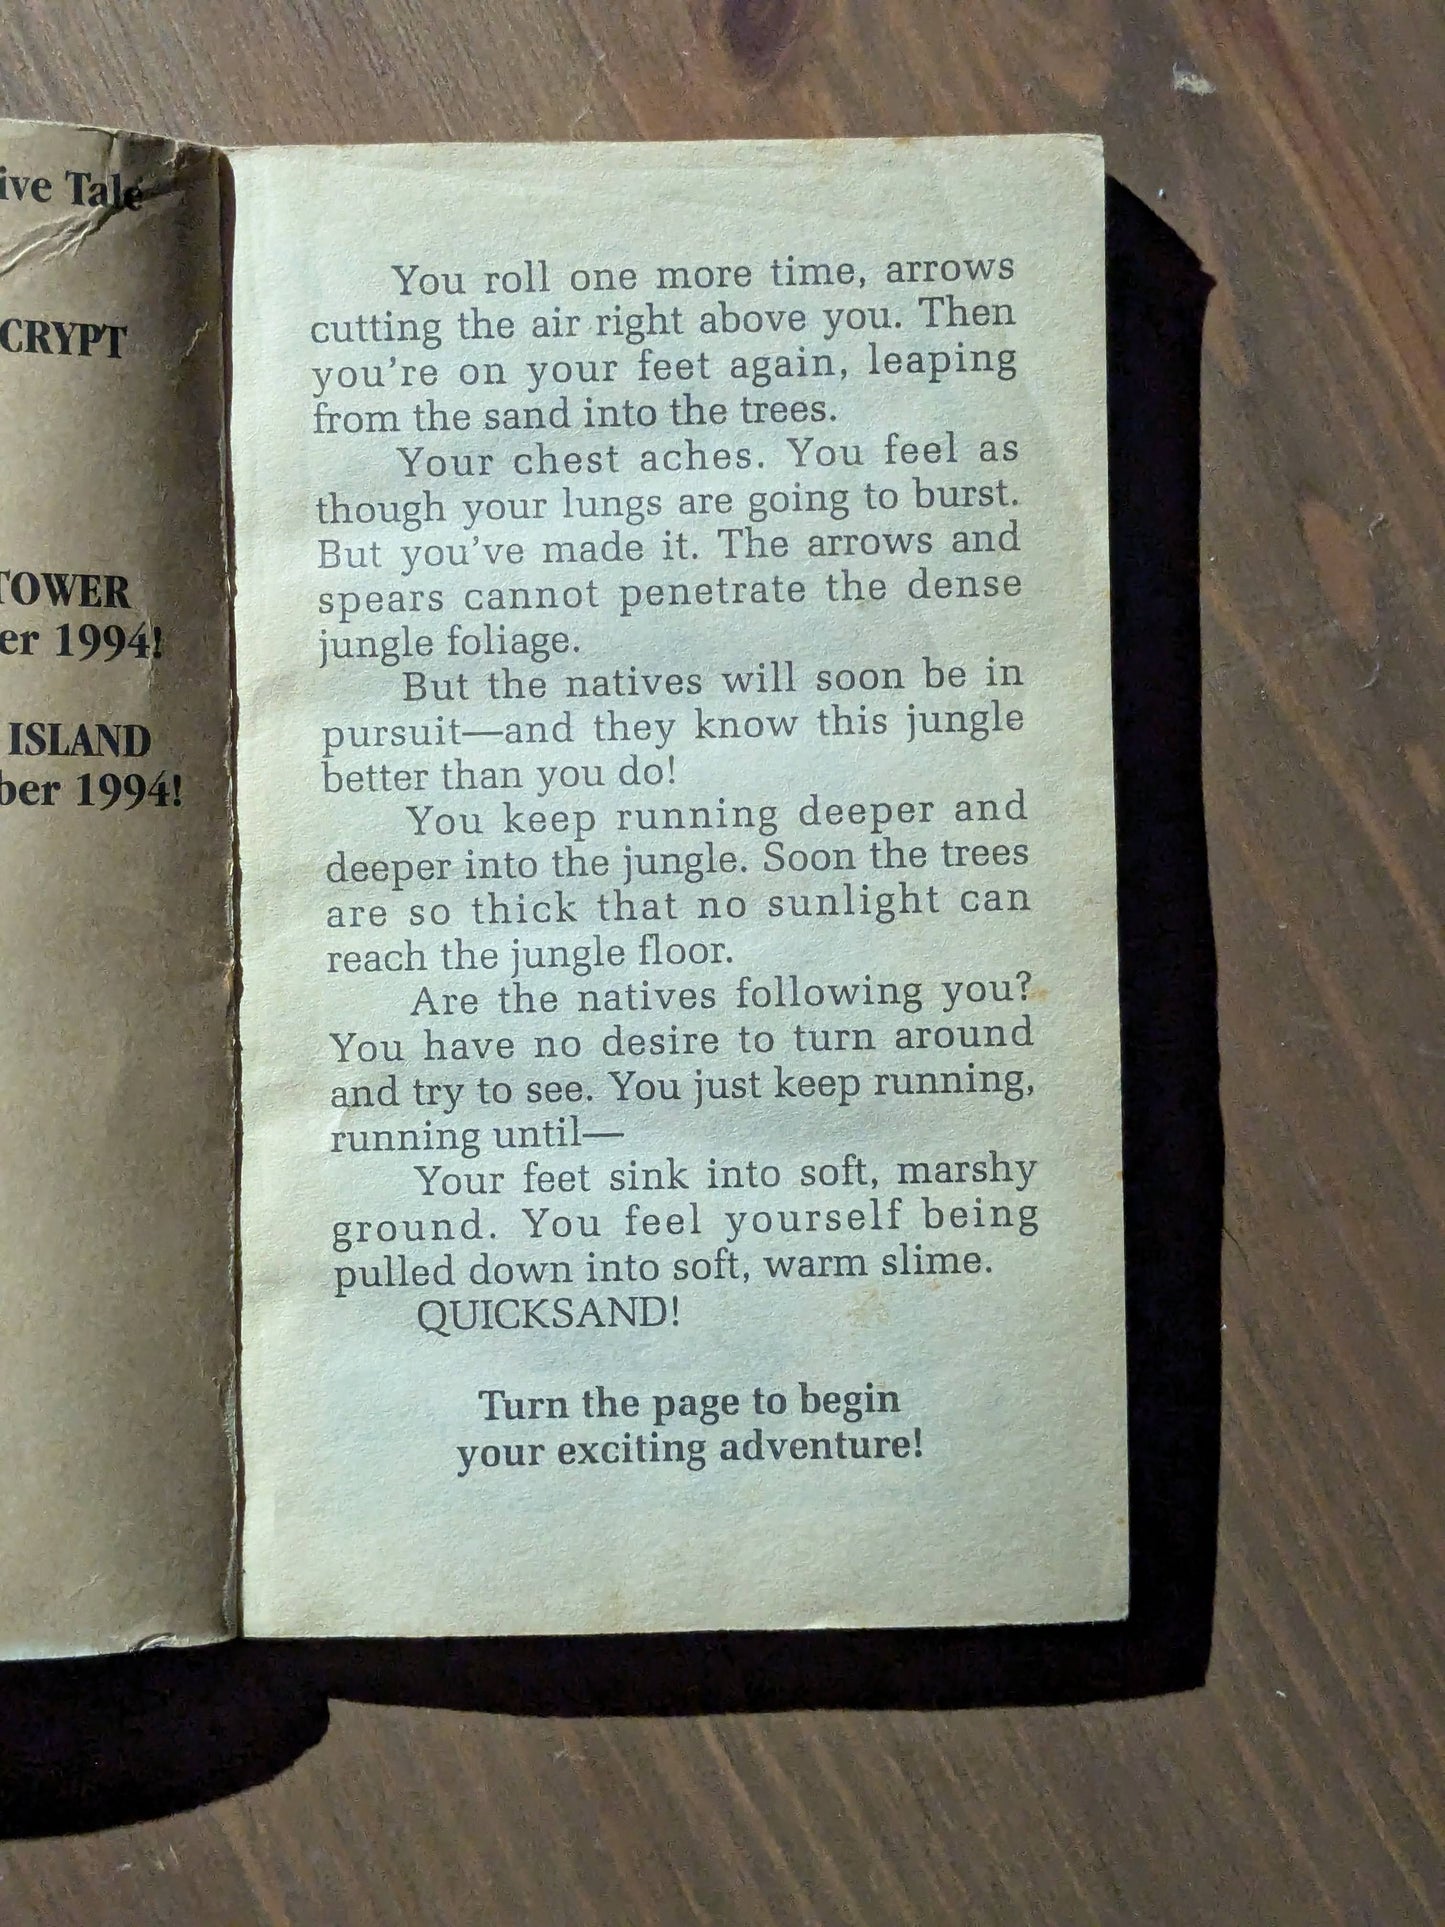 ive Tale
CRYPT
TOWER
er 1994!
ISLAND
ber 1994!
You roll one more time, arrows
cutting the air right above you. Then
you're on your feet again, leaping
from the sand into the trees.
Your chest aches. You feel as
though your lungs are going to burst.
But you've made it. The arrows and
spears cannot penetrate the dense
jungle foliage.
But the natives will soon be in
pursuit—and they know this jungle
better than you do!
You keep running deeper and
deeper into the jungle. Soon the trees
are so thick that no sunlight can
reach the jungle floor.
Are the natives following you?
You have no desire to turn around
and try to see. You just keep running,
running until—
Your feet sink into soft, marshy
ground. You feel yourself being
pulled down into soft, warm slime.
QUICKSAND!
Turn the page to begin
your exciting adventure!